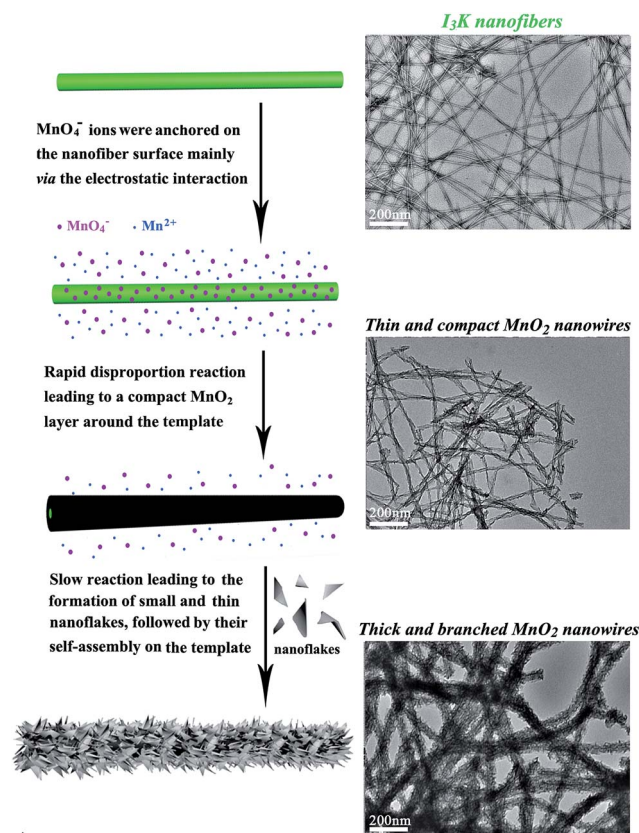 I₃K nanofibers
MnO₄⁻ ions were anchored on
the nanofiber surface mainly
via the electrostatic interaction
200nm
• MnO₄⁻ • Mn²⁺
Thin and compact MnO₂ nanowires
Rapid disproportion reaction
leading to a compact MnO₂
layer around the template
200nm
Slow reaction leading to the
formation of small and thin
nanoflakes, followed by their
self-assembly on the template
nanoflakes
Thick and branched MnO₂ nanowires
200nm